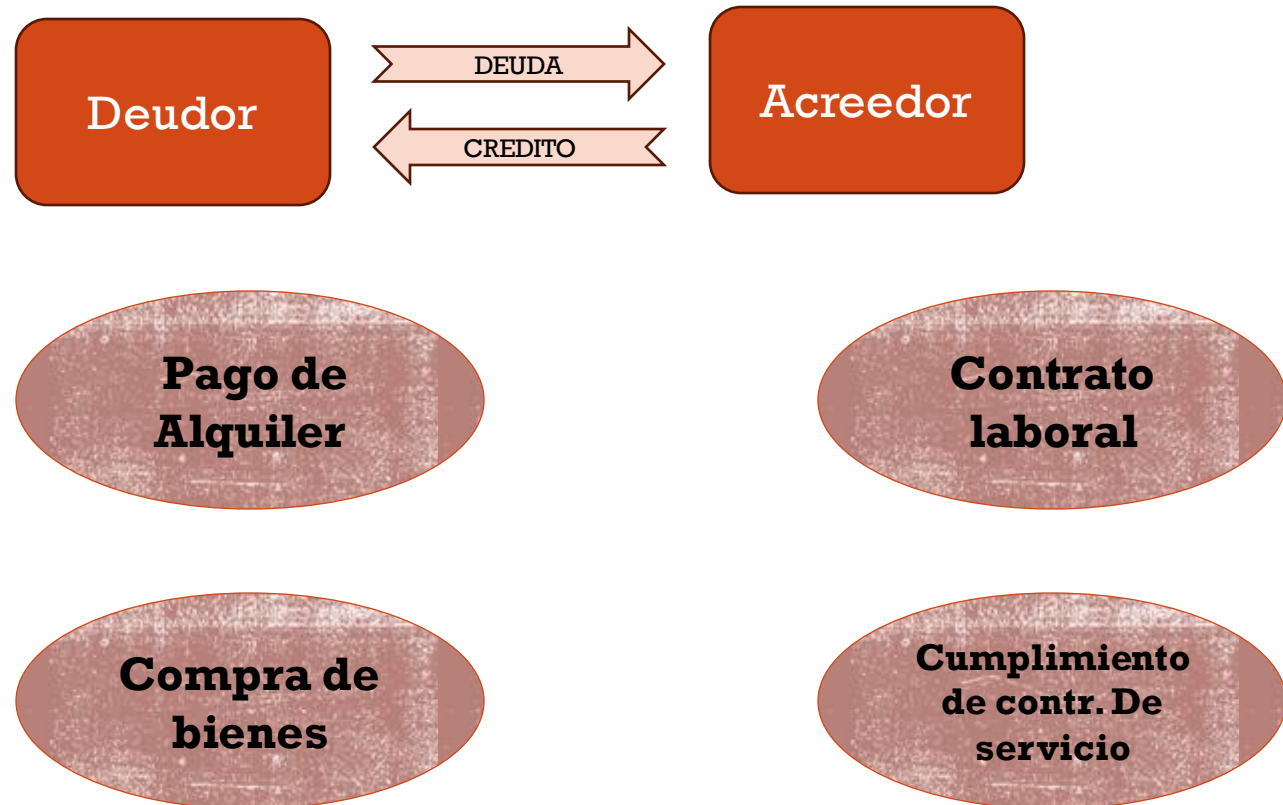 Deudor
DEUDA
CREDITO
Acreedor
Pago de
Alquiler
Contrato
laboral
Compra de
bienes
Cumplimiento
de contr. De
servicio